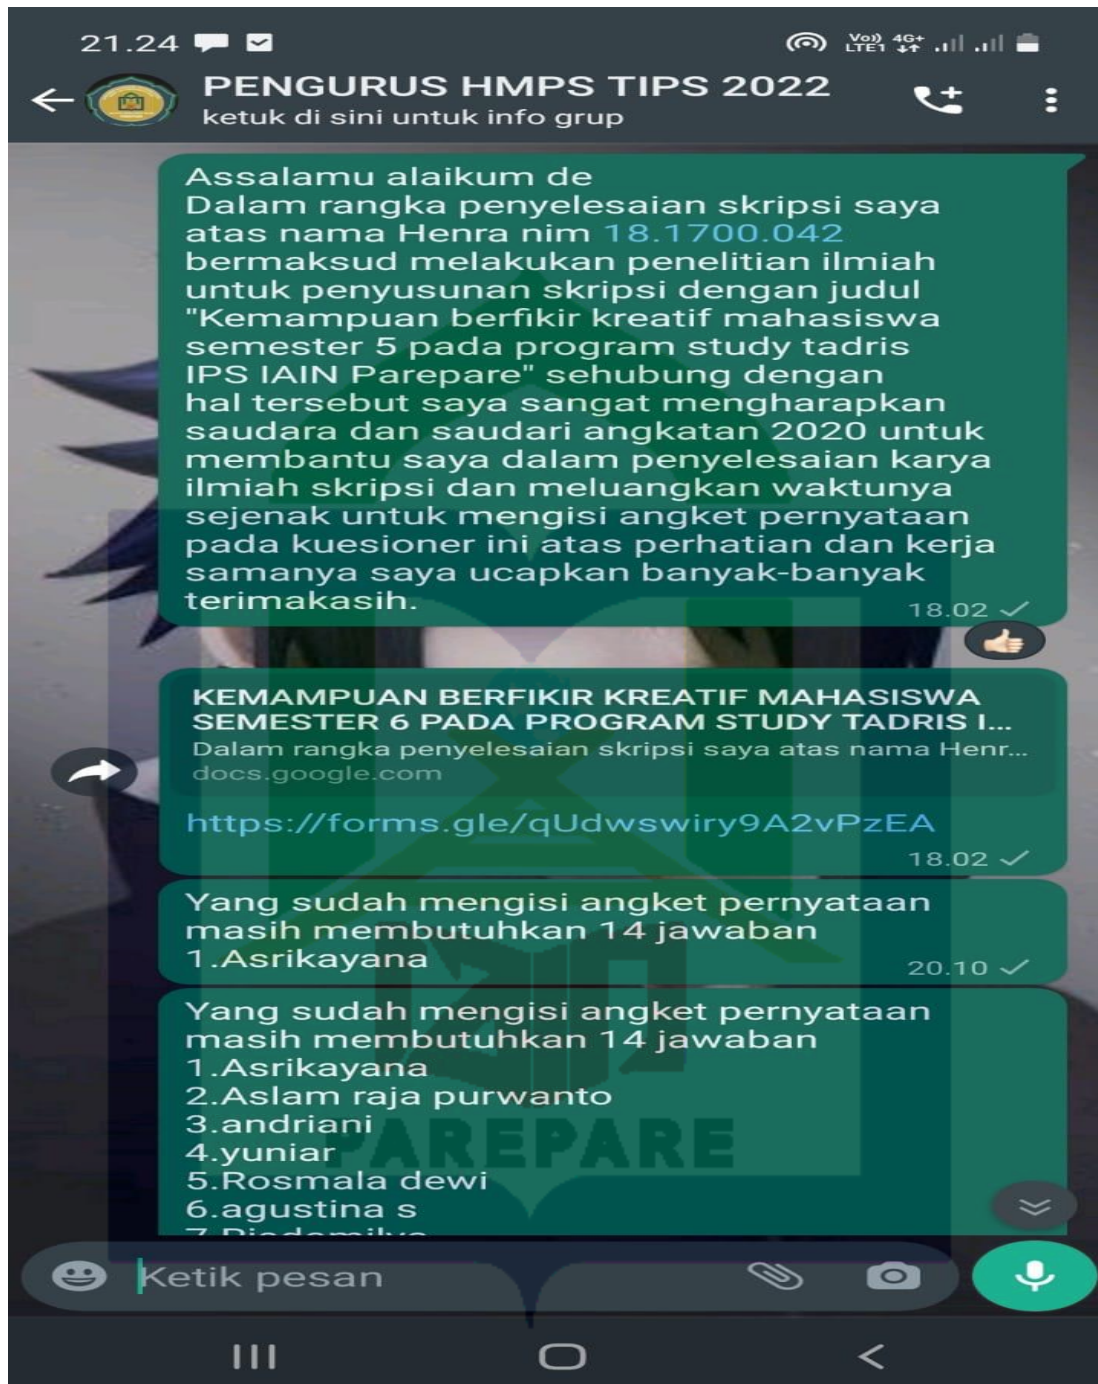 21.24
Vo)) 4G+
LTE1
PENGURUS HMPS TIPS 2022
ketuk di sini untuk info grup
Assalamu alaikum de
Dalam rangka penyelesaian skripsi saya
atas nama Henra nim 18.1700.042
bermaksud melakukan penelitian ilmiah
untuk penyusunan skripsi dengan judul
"Kemampuan berfikir kreatif mahasiswa
semester 5 pada program study tadris
IPS IAIN Parepare" sehubung dengan
hal tersebut saya sangat mengharapkan
saudara dan saudari angkatan 2020 untuk
membantu saya dalam penyelesaian karya
ilmiah skripsi dan meluangkan waktunya
sejenak untuk mengisi angket pernyataan
pada kuesioner ini atas perhatian dan kerja
samanya saya ucapkan banyak-banyak
terimakasih.
18.02
KEMAMPUAN BERFIKIR KREATIF MAHASISWA
SEMESTER 6 PADA PROGRAM STUDY TADRIS I...
Dalam rangka penyelesaian skripsi saya atas nama Henr...
docs.google.com
https://forms.gle/qUdwswiry9A2vPzEA
18.02
Yang sudah mengisi angket pernyataan
masih membutuhkan 14 jawaban
1.Asrikayana
20.10
Yang sudah mengisi angket pernyataan
masih membutuhkan 14 jawaban
1.Asrikayana
2.Aslam raja purwanto
3.andriani
4.yuniar
PAREPARE
5.Rosmala dewi
6.agustina s
Ketik pesan